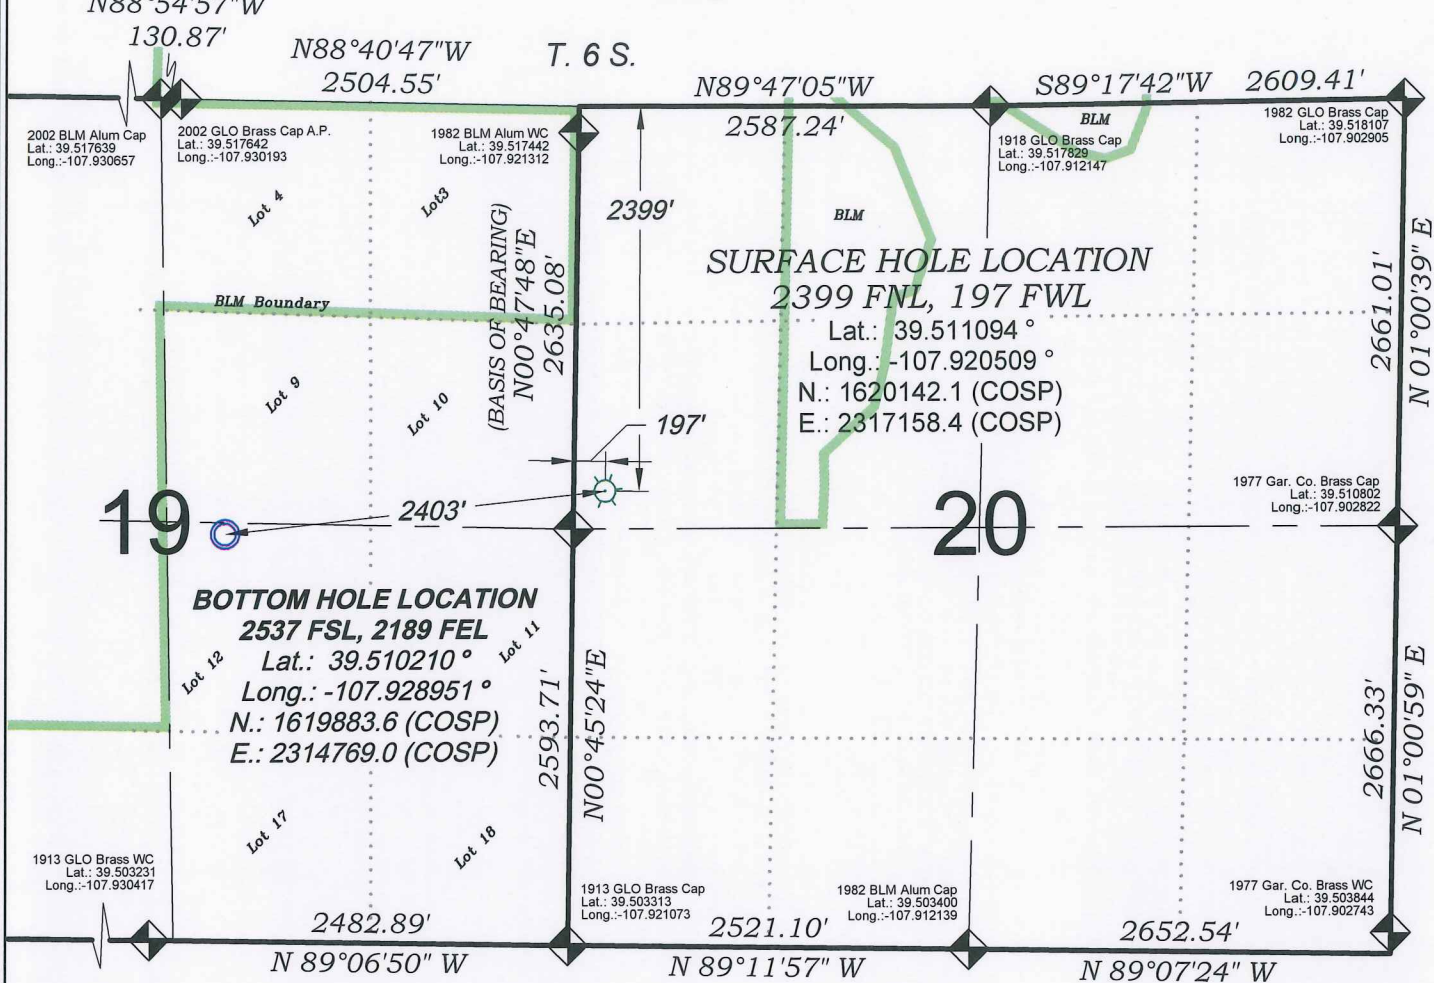 N88°54'57"W
130.87'
N88°40'47"W
2504.55'
T. 6 S.
N89°47'05"W
2587.24'
S89°17'42"W 2609.41'
2002 BLM Alum Cap
Lat.: 39.517639
Long.:-107.930657
2002 GLO Brass Cap A.P.
Lat.: 39.517642
Long.:-107.930193
1982 BLM Alum WC
Lat.: 39.517442
Long.:-107.921312
1918 GLO Brass Cap
Lat.: 39.517829
Long.:-107.912147
BLM
1982 GLO Brass Cap
Lat.: 39.518107
Long.:-107.902905
Lot 4
Lot3
2399'
BLM
(BASIS OF BEARING)
N00°47'48"E
2635.08'
SURFACE HOLE LOCATION
2399 FNL, 197 FWL
Lat.: 39.511094 °
Long.: -107.920509 °
N.: 1620142.1 (COSP)
E.: 2317158.4 (COSP)
2661.01'
N 01°00'39" E
BLM Boundary
Lot 9
Lot 10
197'
1977 Gar. Co. Brass Cap
Lat.: 39.510802
Long.:-107.902822
19
2403'
20
BOTTOM HOLE LOCATION
2537 FSL, 2189 FEL
Lat.: 39.510210 °
Long.: -107.928951 °
N.: 1619883.6 (COSP)
E.: 2314769.0 (COSP)
Lot 12
Lot 11
2593.71'
N00°45'24"E
2666.33'
N 01°00'59" E
Lot 17
Lot 18
1913 GLO Brass WC
Lat.: 39.503231
Long.:-107.930417
1913 GLO Brass Cap
Lat.: 39.503313
Long.:-107.921073
1982 BLM Alum Cap
Lat.: 39.503400
Long.:-107.912139
1977 Gar. Co. Brass WC
Lat.: 39.503844
Long.:-107.902743
2482.89'
N 89°06'50" W
2521.10'
N 89°11'57" W
2652.54'
N 89°07'24" W